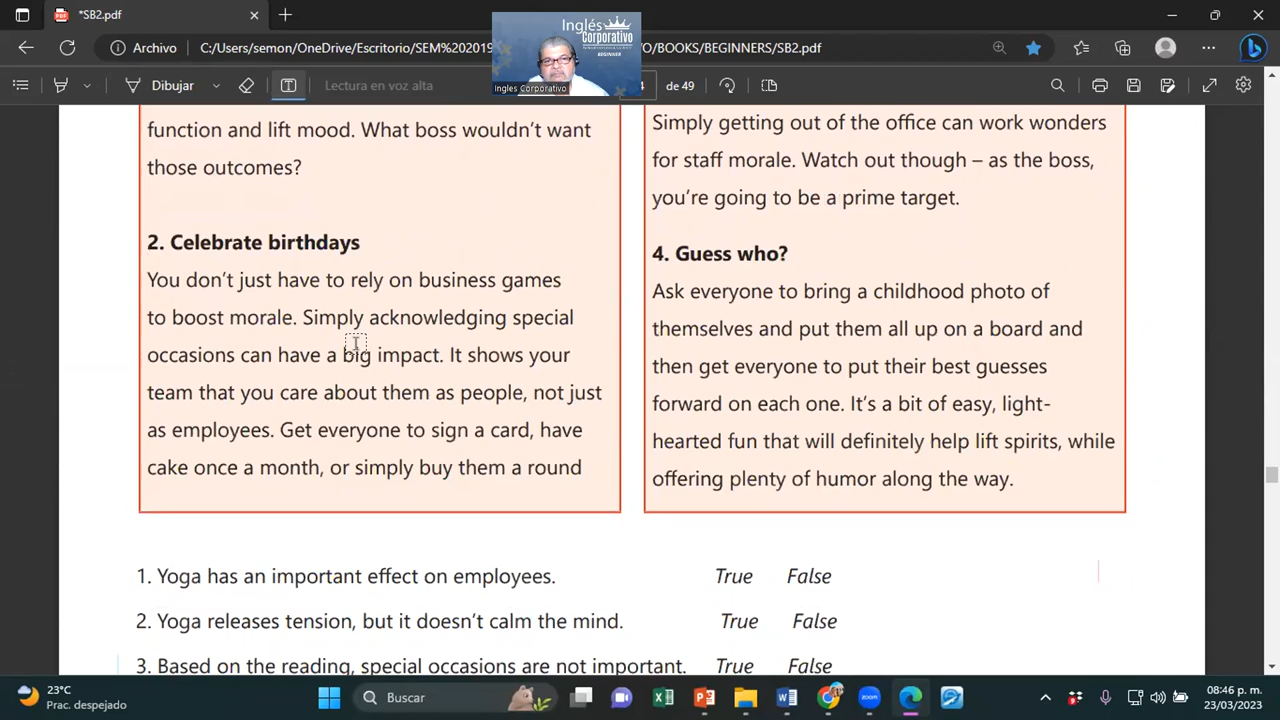 *SB2.pdf
Archivo
C:/Users/semon/OneDrive/Escritorio/SEM%202019
O/BOOKS/BEGINNERS/SB2.pdf
Inglés
Corporativo
BEGINNER
Ingles Corporativo
Dibujar
Lectura en voz alta
4
de 49
function and lift mood. What boss wouldn't want
those outcomes?
2. Celebrate birthdays
You don't just have to rely on business games
to boost morale. Simply acknowledging special
occasions can have a big impact. It shows your
team that you care about them as people, not just
as employees. Get everyone to sign a card, have
cake once a month, or simply buy them a round
Simply getting out of the office can work wonders
for staff morale. Watch out though – as the boss,
you're going to be a prime target.
4. Guess who?
Ask everyone to bring a childhood photo of
themselves and put them all up on a board and
then get everyone to put their best guesses
forward on each one. It's a bit of easy, light-
hearted fun that will definitely help lift spirits, while
offering plenty of humor along the way.
1. Yoga has an important effect on employees. True False
2. Yoga releases tension, but it doesn't calm the mind. True False
3. Based on the reading, special occasions are not important. True False
23°C
Prac. despejado
Buscar
08:46 p. m.
23/03/2023